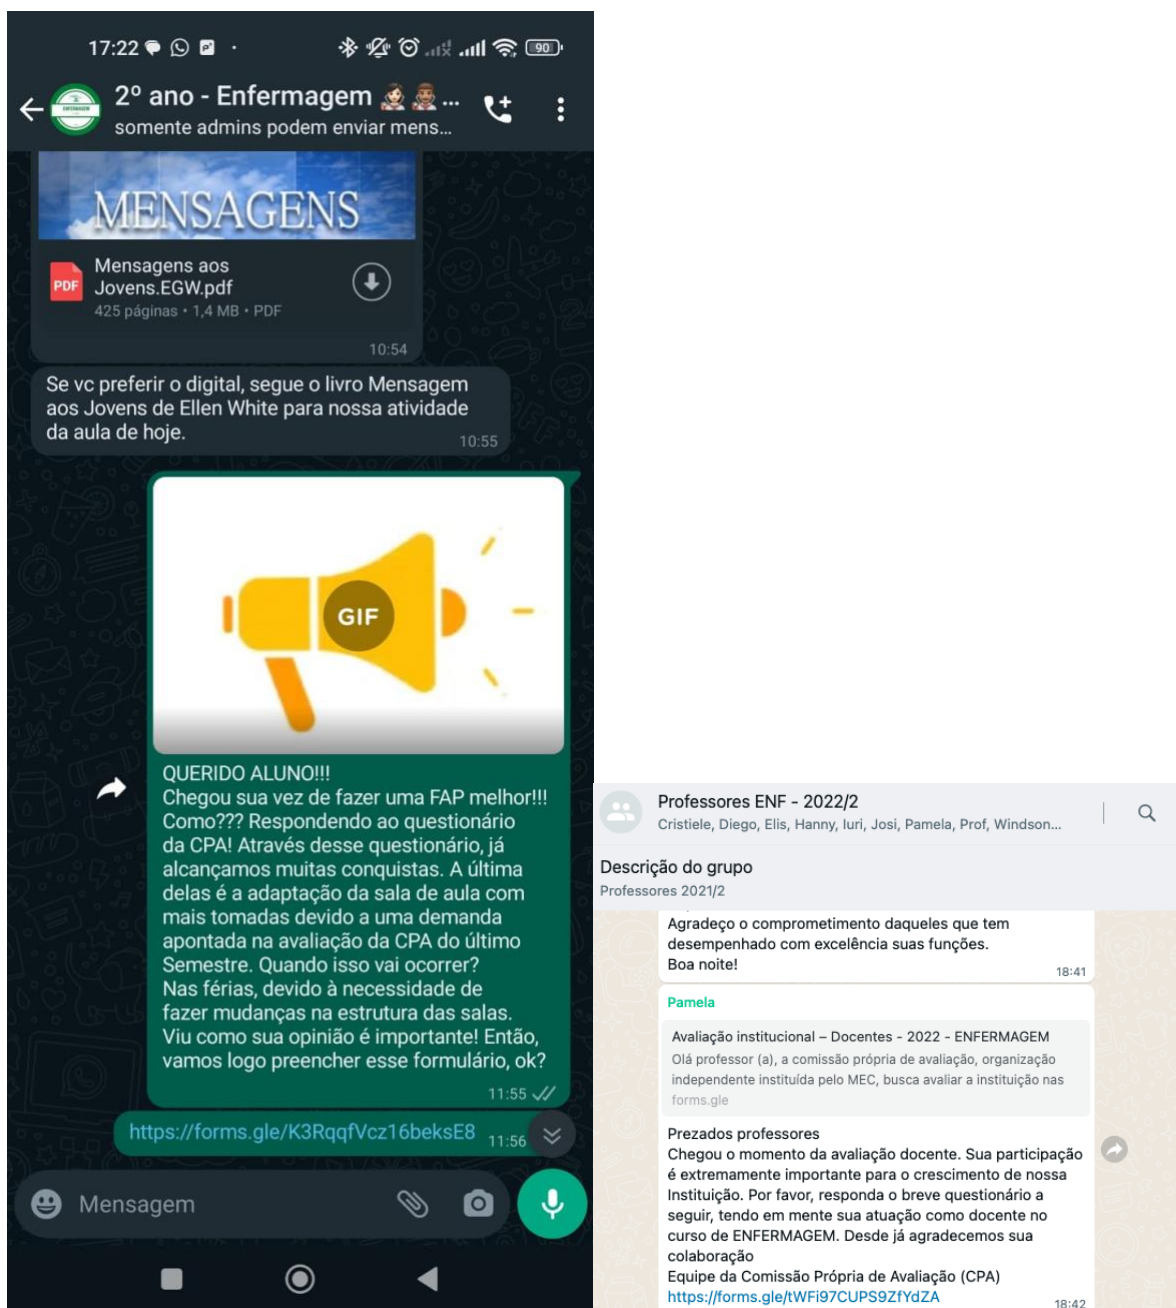 17:22
90
2º ano - Enfermagem 👩🏻‍⚕️👨🏽‍⚕️...
somente admins podem enviar mens...
MENSAGENS
PDF
Mensagens aos
Jovens.EGW.pdf
425 páginas • 1,4 MB • PDF
10:54
Se vc preferir o digital, segue o livro Mensagem
aos Jovens de Ellen White para nossa atividade
da aula de hoje.
10:55
GIF
QUERIDO ALUNO!!!
Chegou sua vez de fazer uma FAP melhor!!!
Como??? Respondendo ao questionário
da CPA! Através desse questionário, já
alcançamos muitas conquistas. A última
delas é a adaptação da sala de aula com
mais tomadas devido a uma demanda
apontada na avaliação da CPA do último
Semestre. Quando isso vai ocorrer?
Nas férias, devido à necessidade de
fazer mudanças na estrutura das salas.
Viu como sua opinião é importante! Então,
vamos logo preencher esse formulário, ok?
11:55
https://forms.gle/K3RqqfVcz16beksE8
11:56
Mensagem
Professores ENF - 2022/2
Cristiele, Diego, Elis, Hanny, Iuri, Josi, Pamela, Prof, Windson...
Descrição do grupo
Professores 2021/2
Agradeço o comprometimento daqueles que tem
desempenhado com excelência suas funções.
Boa noite!
18:41
Pamela
Avaliação institucional – Docentes - 2022 - ENFERMAGEM
Olá professor (a), a comissão própria de avaliação, organização
independente instituída pelo MEC, busca avaliar a instituição nas
forms.gle
Prezados professores
Chegou o momento da avaliação docente. Sua participação
é extremamente importante para o crescimento de nossa
Instituição. Por favor, responda o breve questionário a
seguir, tendo em mente sua atuação como docente no
curso de ENFERMAGEM. Desde já agradecemos sua
colaboração
Equipe da Comissão Própria de Avaliação (CPA)
https://forms.gle/tWFi97CUPS9ZfYdZA
18:42